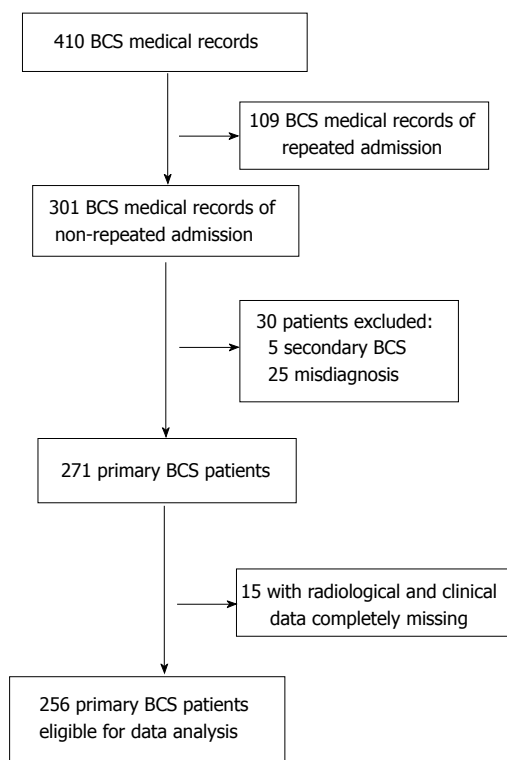 410 BCS medical records
109 BCS medical records of
repeated admission
301 BCS medical records of
non-repeated admission
30 patients excluded:
5 secondary BCS
25 misdiagnosis
271 primary BCS patients
15 with radiological and clinical
data completely missing
256 primary BCS patients
eligible for data analysis